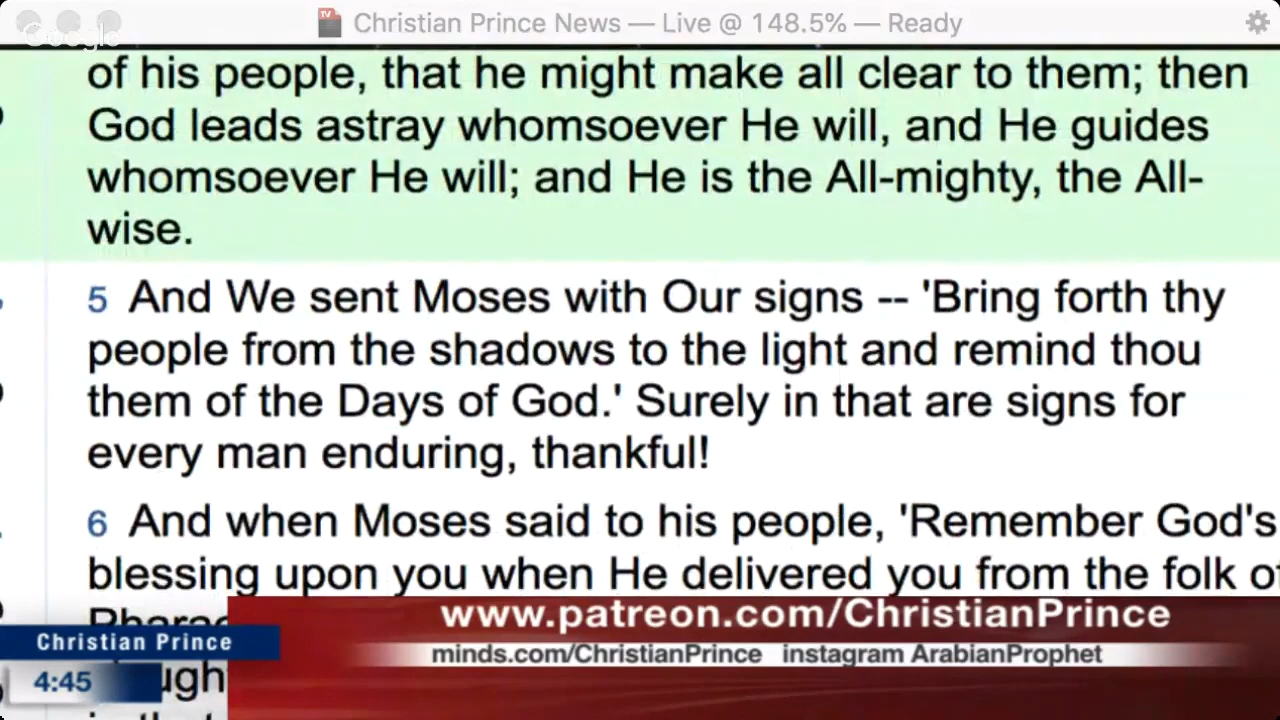 Christian Prince News — Live @ 148.5% — Ready
Google
of his people, that he might make all clear to them; then
God leads astray whomsoever He will, and He guides
whomsoever He will; and He is the All-mighty, the All-
wise.
5 And We sent Moses with Our signs -- 'Bring forth thy
people from the shadows to the light and remind thou
them of the Days of God.' Surely in that are signs for
every man enduring, thankful!
6 And when Moses said to his people, 'Remember God's
blessing upon you when He delivered you from the folk of
www.patreon.com/ChristianPrince
Christian Prince
minds.com/ChristianPrince instagram ArabianProphet
4:45